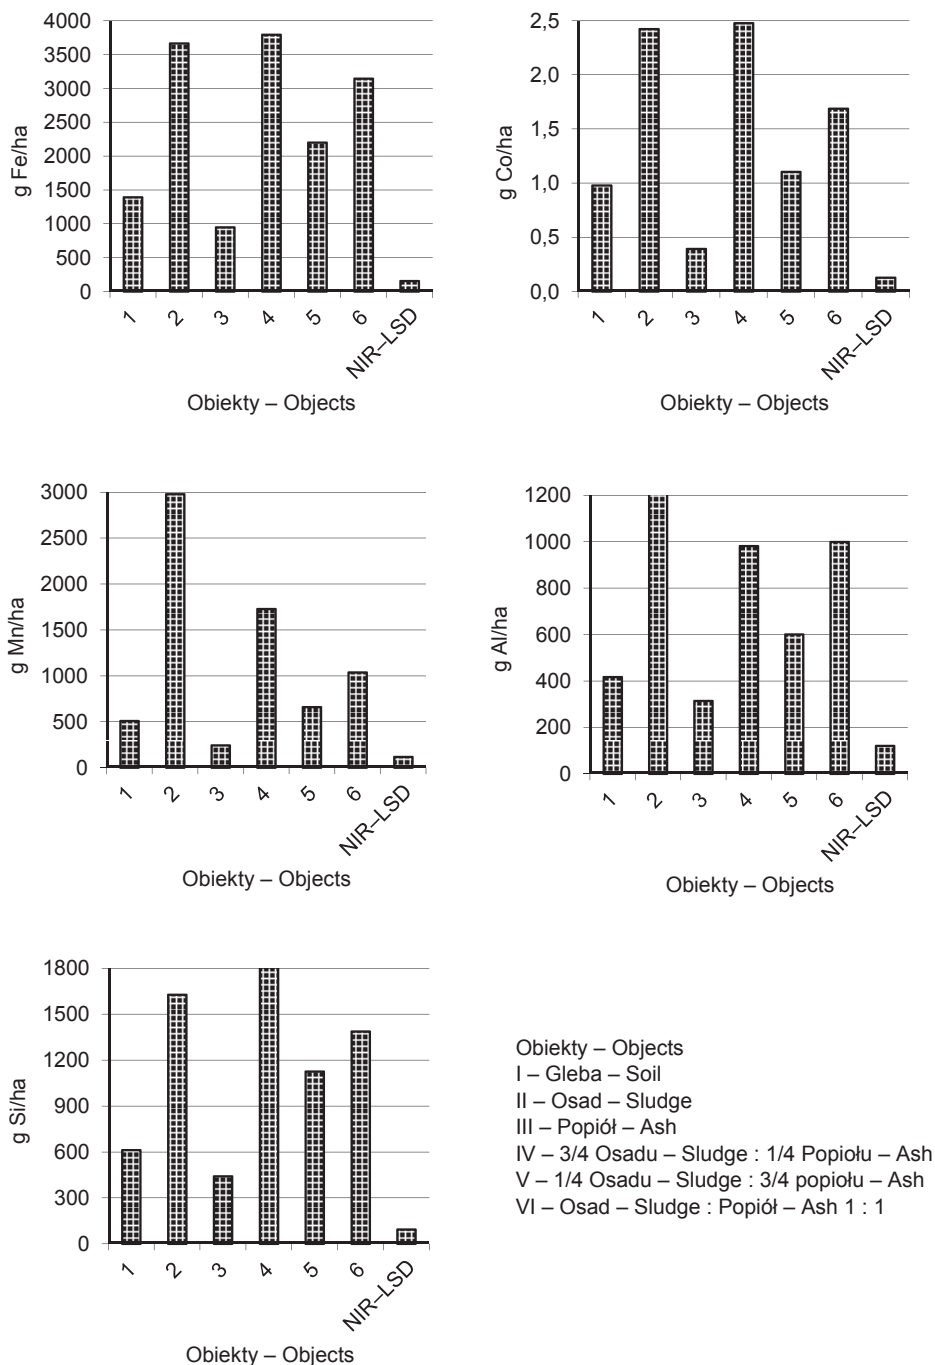 4000
3500
3000
2500
2000
1500
1000
500
0
g Fe/ha
1 2 3 4 5 6 NIR–LSD
Obiekty – Objects
2,5
2,0
1,5
1,0
0,5
0,0
g Co/ha
1 2 3 4 5 6 NIR–LSD
Obiekty – Objects
3000
2500
2000
1500
1000
500
0
g Mn/ha
1 2 3 4 5 6 NIR–LSD
Obiekty – Objects
1200
1000
800
600
400
200
0
g Al/ha
1 2 3 4 5 6 NIR–LSD
Obiekty – Objects
1800
1500
1200
900
600
300
0
g Si/ha
1 2 3 4 5 6 NIR–LSD
Obiekty – Objects
Obiekty – Objects
I – Gleba – Soil
II – Osad – Sludge
III – Popiół – Ash
IV – 3/4 Osadu – Sludge : 1/4 Popiołu – Ash
V – 1/4 Osadu – Sludge : 3/4 popiołu – Ash
VI – Osad – Sludge : Popiół – Ash 1 : 1